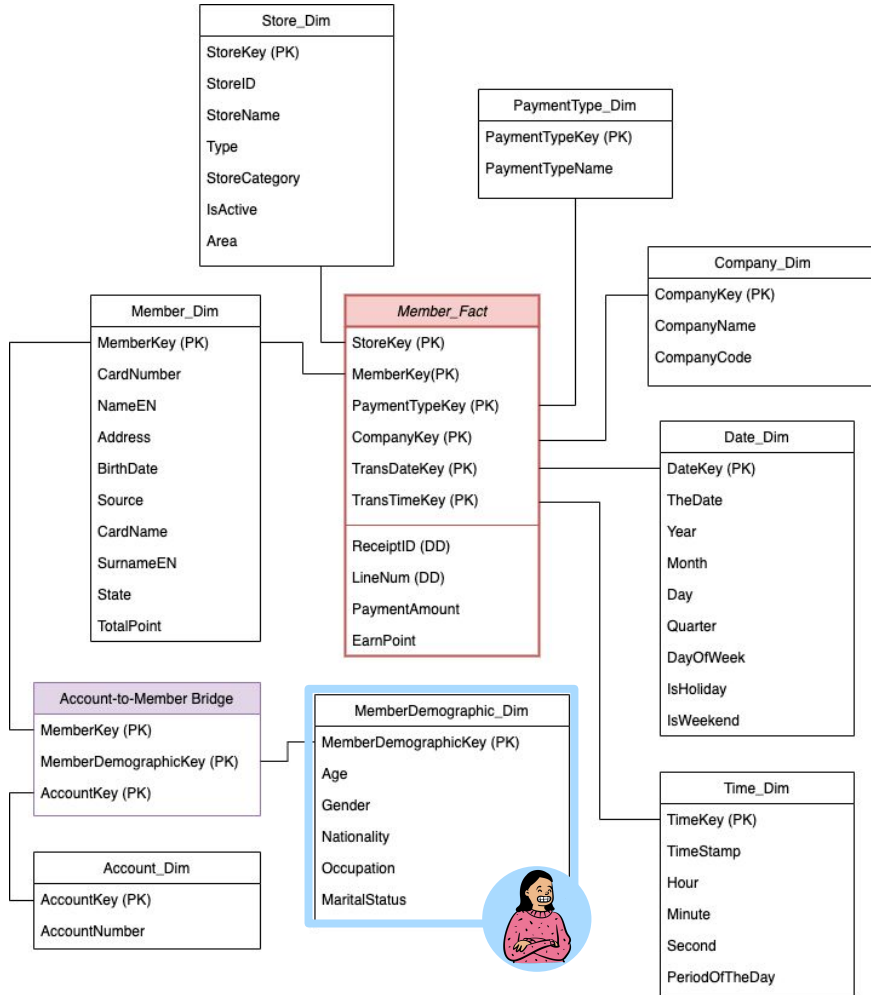 Store_Dim
StoreKey (PK)
StoreID
StoreName
Type
StoreCategory
IsActive
Area
PaymentType_Dim
PaymentTypeKey (PK)
PaymentTypeName
Company_Dim
CompanyKey (PK)
CompanyName
CompanyCode
Member_Dim
MemberKey (PK)
CardNumber
NameEN
Address
BirthDate
Source
CardName
SurnameEN
State
TotalPoint
Member_Fact
StoreKey (PK)
MemberKey(PK)
PaymentTypeKey (PK)
CompanyKey (PK)
TransDateKey (PK)
TransTimeKey (PK)
ReceiptID (DD)
LineNum (DD)
PaymentAmount
EarnPoint
Date_Dim
DateKey (PK)
TheDate
Year
Month
Day
Quarter
DayOfWeek
IsHoliday
IsWeekend
Account-to-Member Bridge
MemberKey (PK)
MemberDemographicKey (PK)
AccountKey (PK)
MemberDemographic_Dim
MemberDemographicKey (PK)
Age
Gender
Nationality
Occupation
MaritalStatus
Time_Dim
TimeKey (PK)
TimeStamp
Hour
Minute
Second
PeriodOfTheDay
Account_Dim
AccountKey (PK)
AccountNumber